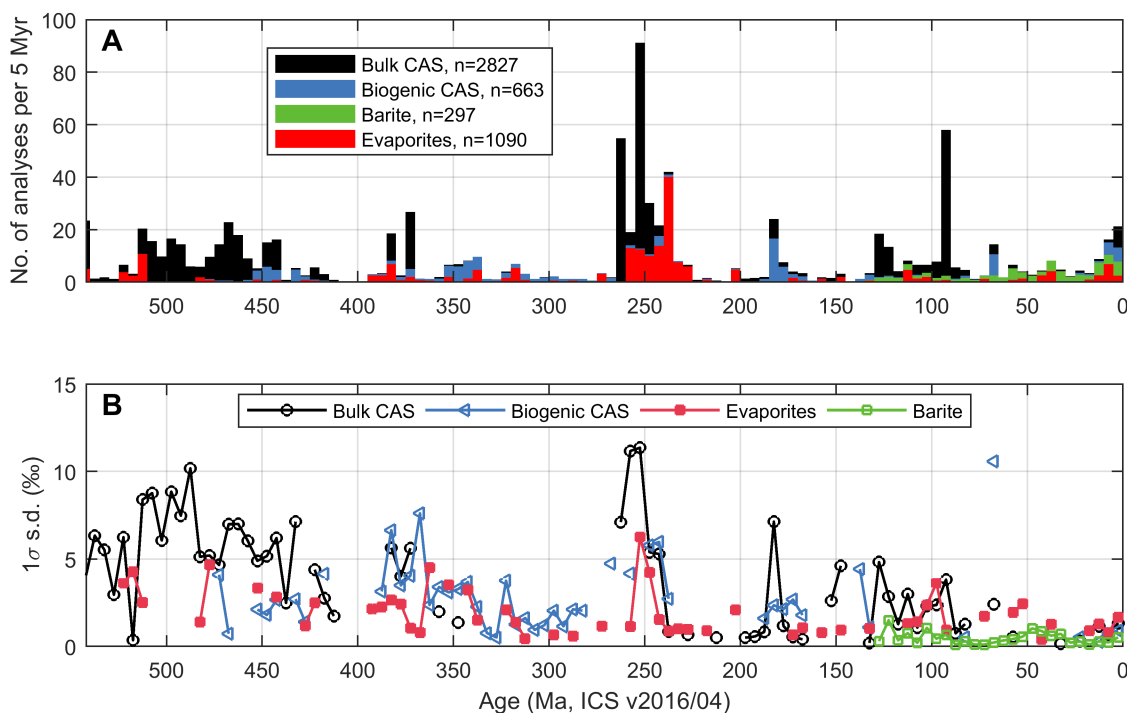 A
No. of analyses per 5 Myr
100
80
60
40
20
0
Bulk CAS, n=2827
Biogenic CAS, n=663
Barite, n=297
Evaporites, n=1090
500 450 400 350 300 250 200 150 100 50 0
B
1σ s.d. (‰)
15
10
5
0
Bulk CAS Biogenic CAS Evaporites Barite
500 450 400 350 300 250 200 150 100 50 0
Age (Ma, ICS v2016/04)